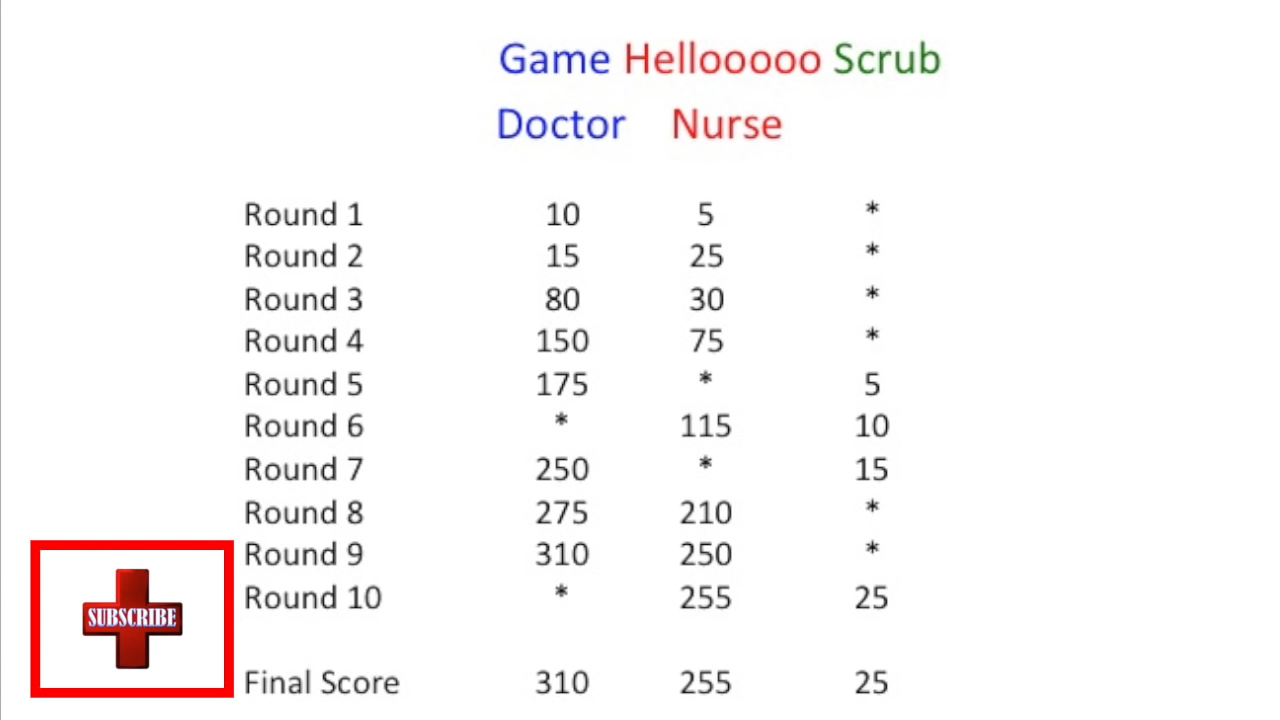 Game Hellooooo Scrub
Doctor Nurse
Round 1 10 5 *
Round 2 15 25 *
Round 3 80 30 *
Round 4 150 75 *
Round 5 175 * 5
Round 6 * 115 10
Round 7 250 * 15
Round 8 275 210 *
Round 9 310 250 *
Round 10 * 255 25
SUBSCRIBE
Final Score 310 255 25